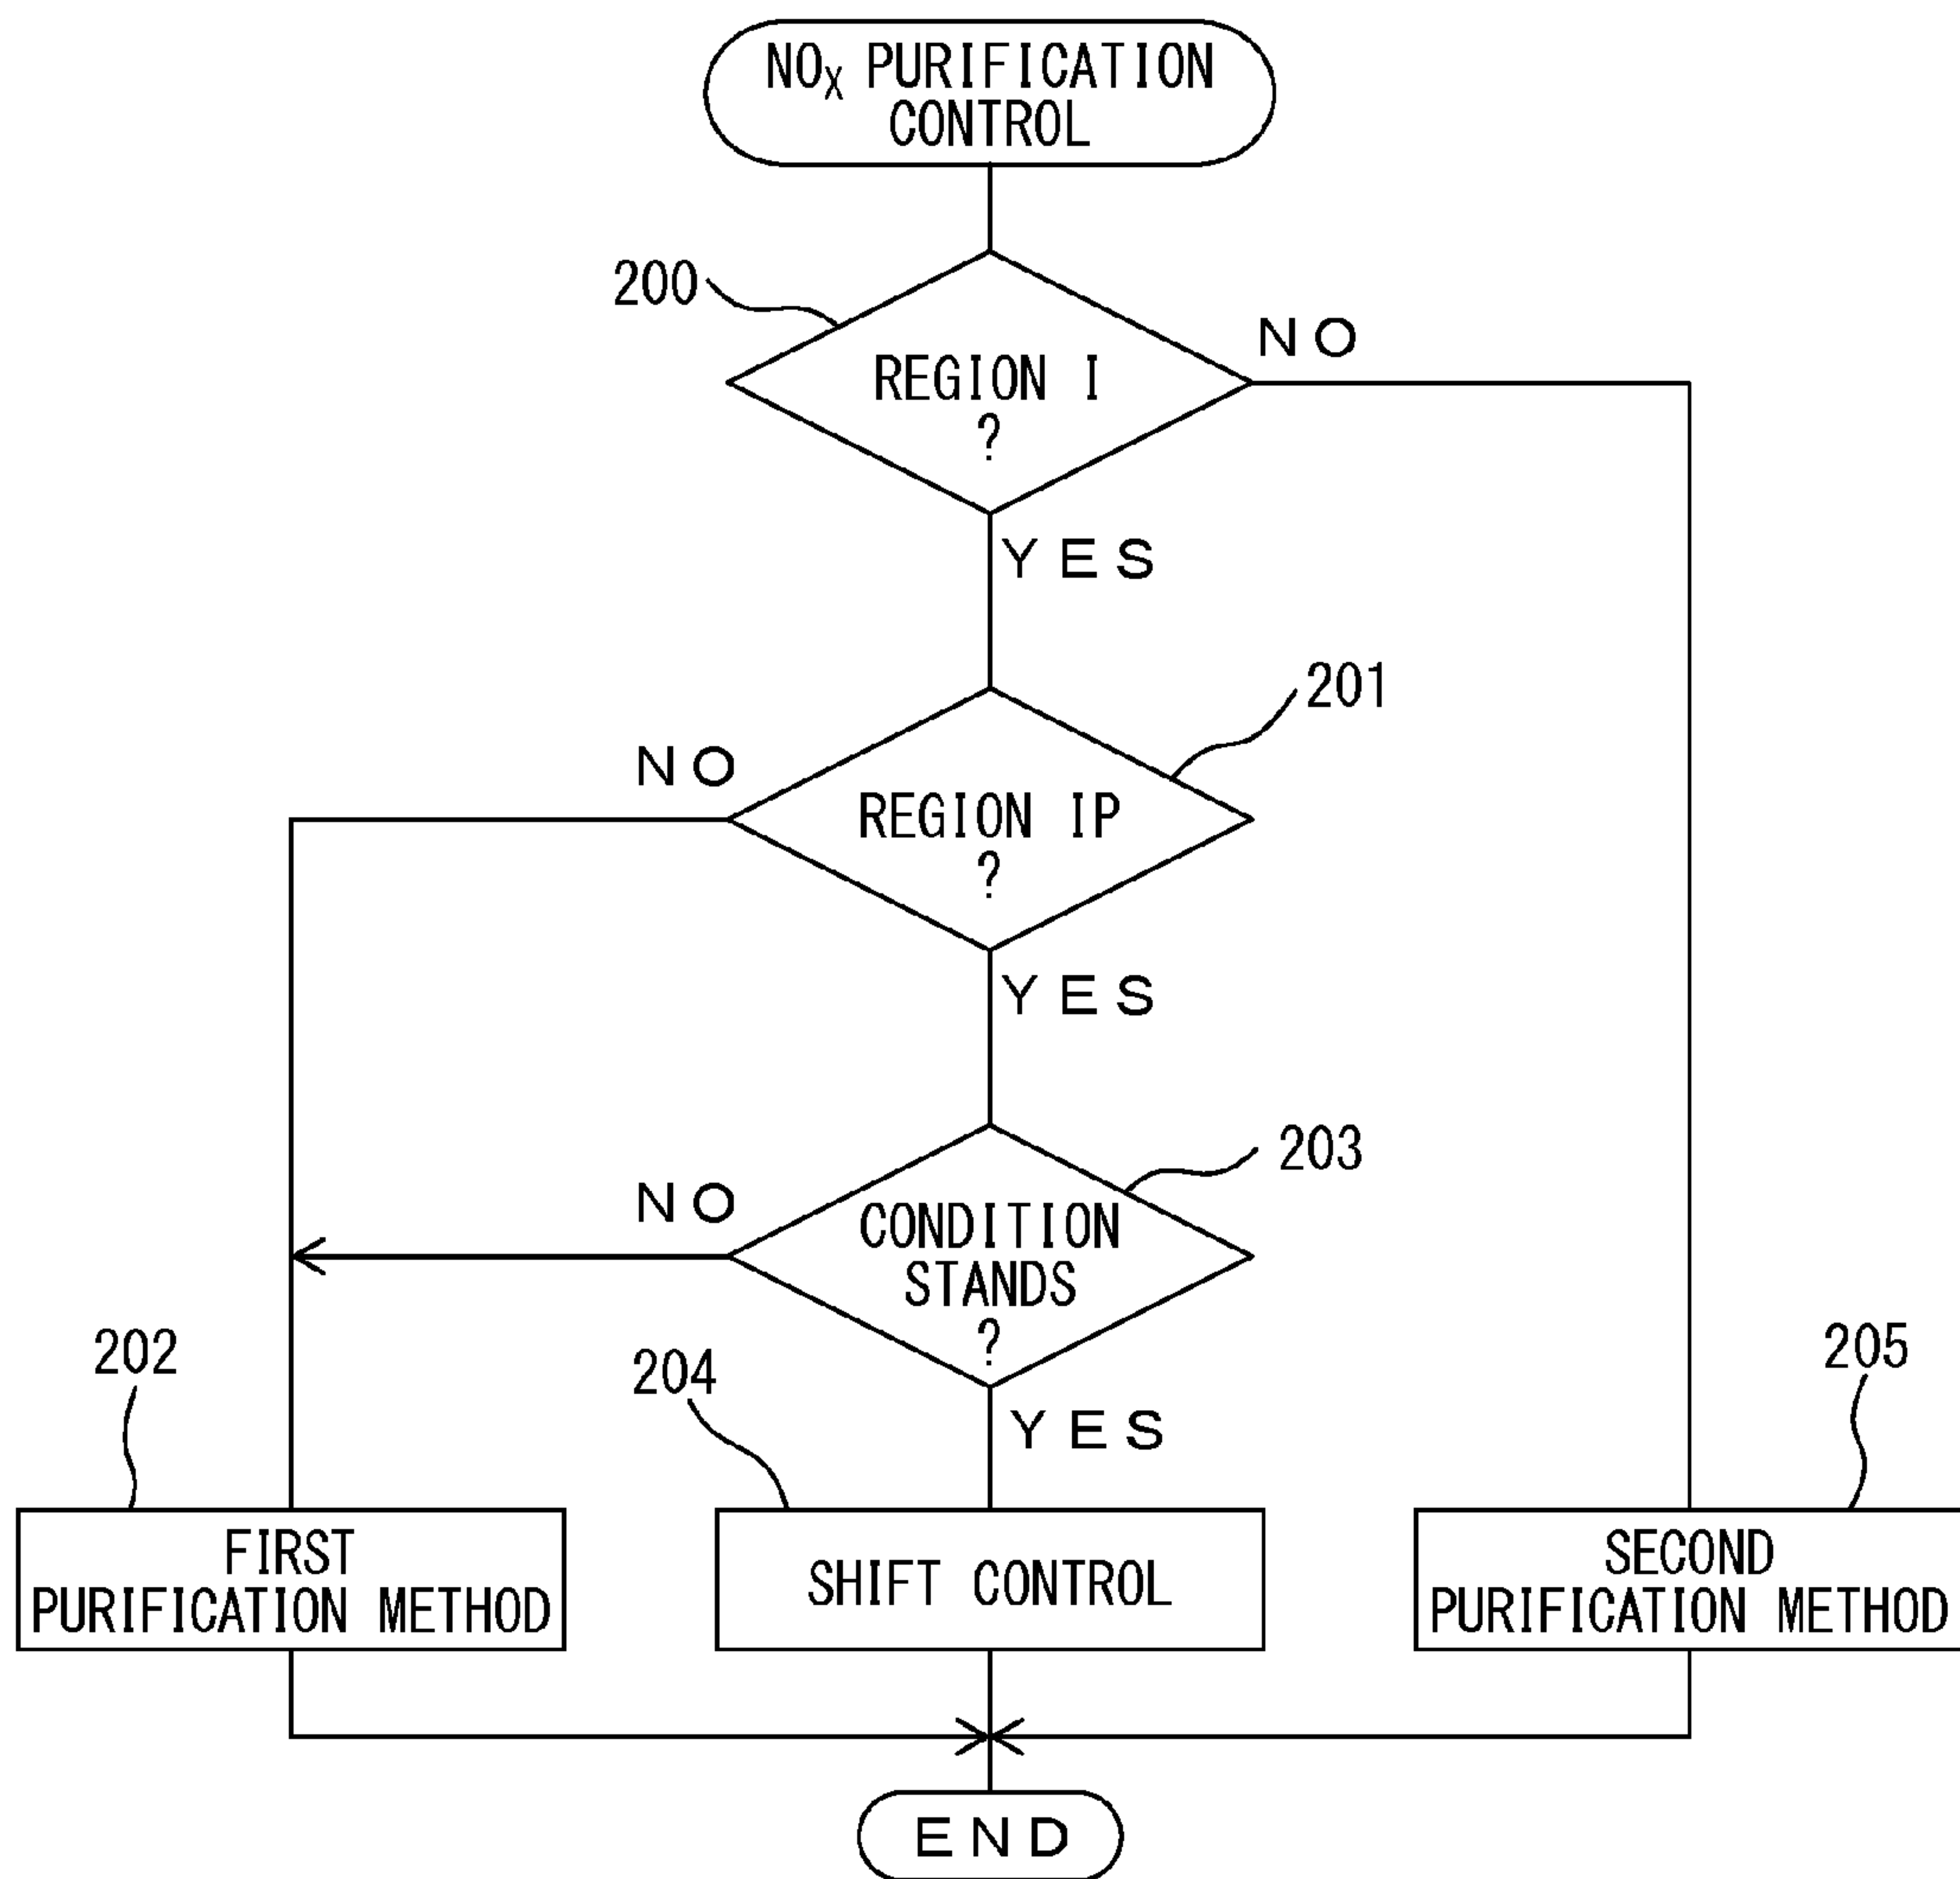 NOX PURIFICATION
CONTROL
200
NO
REGION I
?
YES
201
NO
REGION IP
?
YES
203
NO
CONDITION
STANDS
?
202
204
205
YES
FIRST
PURIFICATION METHOD
SHIFT CONTROL
SECOND
PURIFICATION METHOD
END